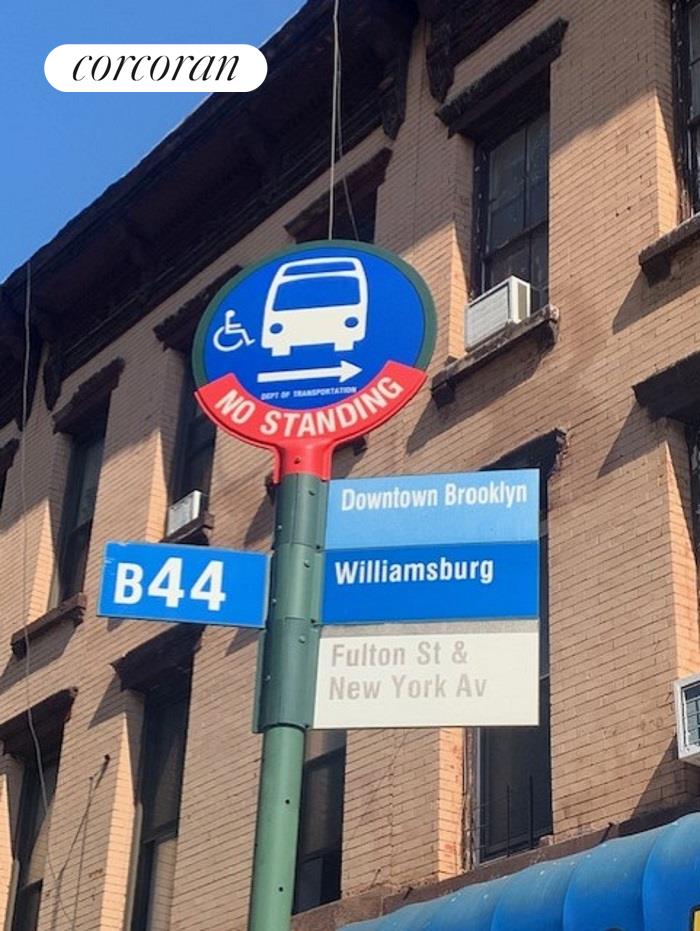 corcoran
DEPT OF TRANSPORTATION
NO STANDING
Downtown Brooklyn
B44
Williamsburg
Fulton St &
New York Av